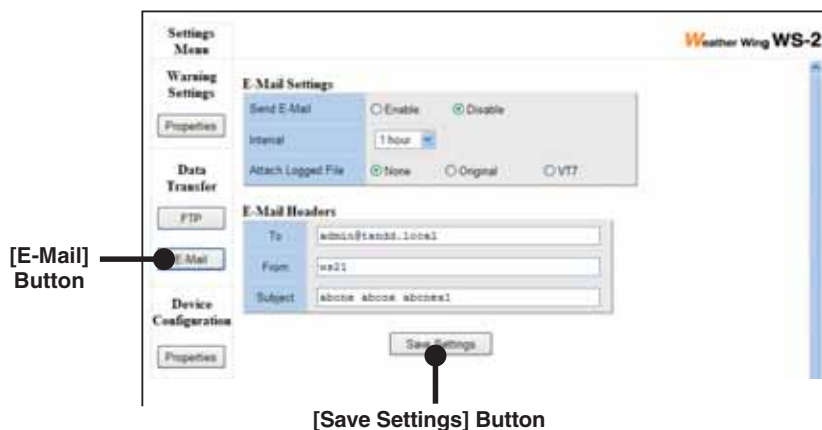 Settings Menu
Weather Wing WS-2
Warning Settings
Properties
Data Transfer
FTP
E-Mail
Device Configuration
Properties
E-Mail Settings
Send E-Mail Enable Disable
Interval 1 hour
Attach Logged File None Original VT7
E-Mail Headers
To admin@tandd.local
From ws21
Subject
Save Settings
[E-Mail] Button
[Save Settings] Button